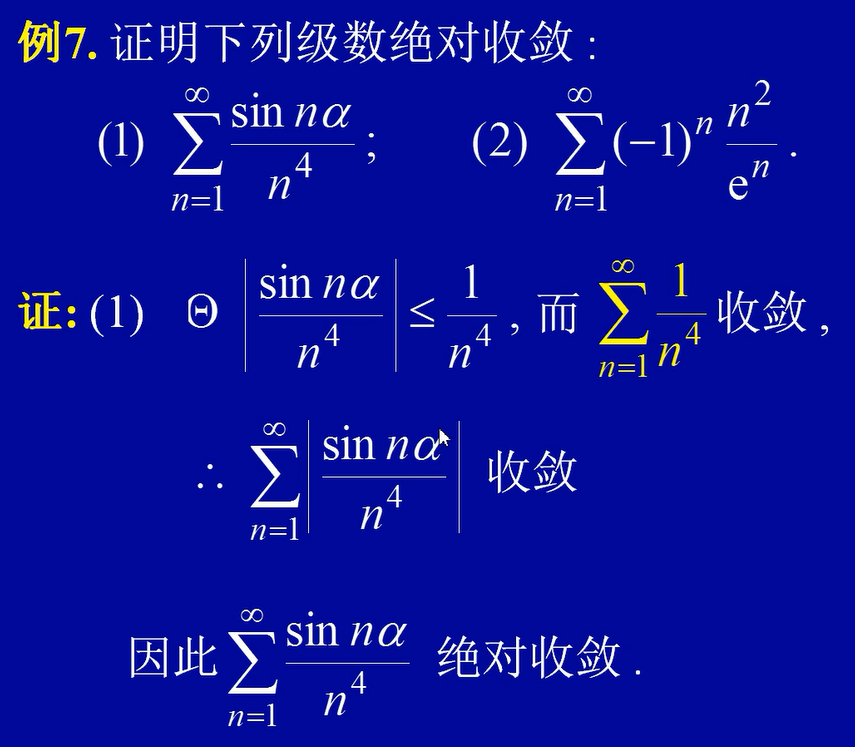 例7. 证明下列级数绝对收敛：
(1) $\sum_{n=1}^{\infty} \frac{\sin n\alpha}{n^4}$ ; (2) $\sum_{n=1}^{\infty} (-1)^n \frac{n^2}{e^n}$ .
证: (1) Θ $\left| \frac{\sin n\alpha}{n^4} \right| \leq \frac{1}{n^4}$ , 而 $\sum_{n=1}^{\infty} \frac{1}{n^4}$ 收敛 ,
∴ $\sum_{n=1}^{\infty} \left| \frac{\sin n\alpha}{n^4} \right|$ 收敛
因此 $\sum_{n=1}^{\infty} \frac{\sin n\alpha}{n^4}$ 绝对收敛 .